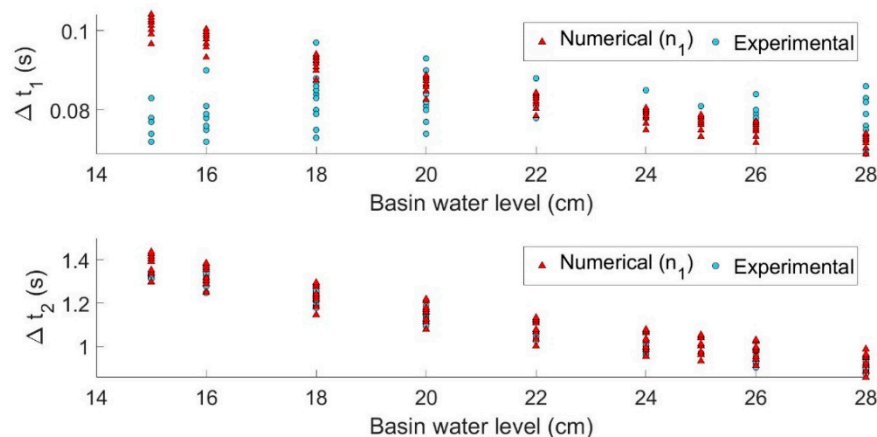 Numerical (n₁) Experimental
0.1
0.08
Δ t₁ (s)
14 16 18 20 22 24 26 28
Basin water level (cm)
Numerical (n₁) Experimental
1.4
1.2
1
Δ t₂ (s)
14 16 18 20 22 24 26 28
Basin water level (cm)